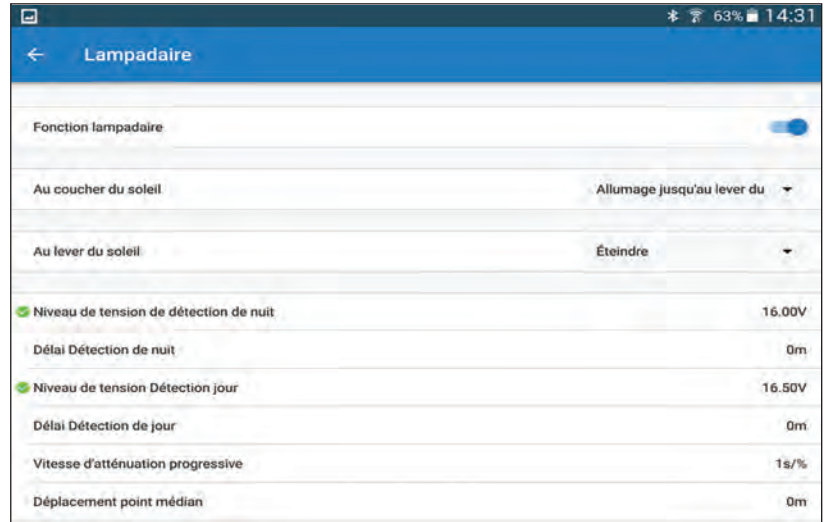 63% 14:31
Lampadaire
Fonction lampadaire
Au coucher du soleil Allumage jusqu'au lever du
Au lever du soleil Éteindre
Niveau de tension de détection de nuit 16.00V
Délai Détection de nuit 0m
Niveau de tension Détection jour 16.50V
Délai Détection de jour 0m
Vitesse d'atténuation progressive 1s/%
Déplacement point médian 0m